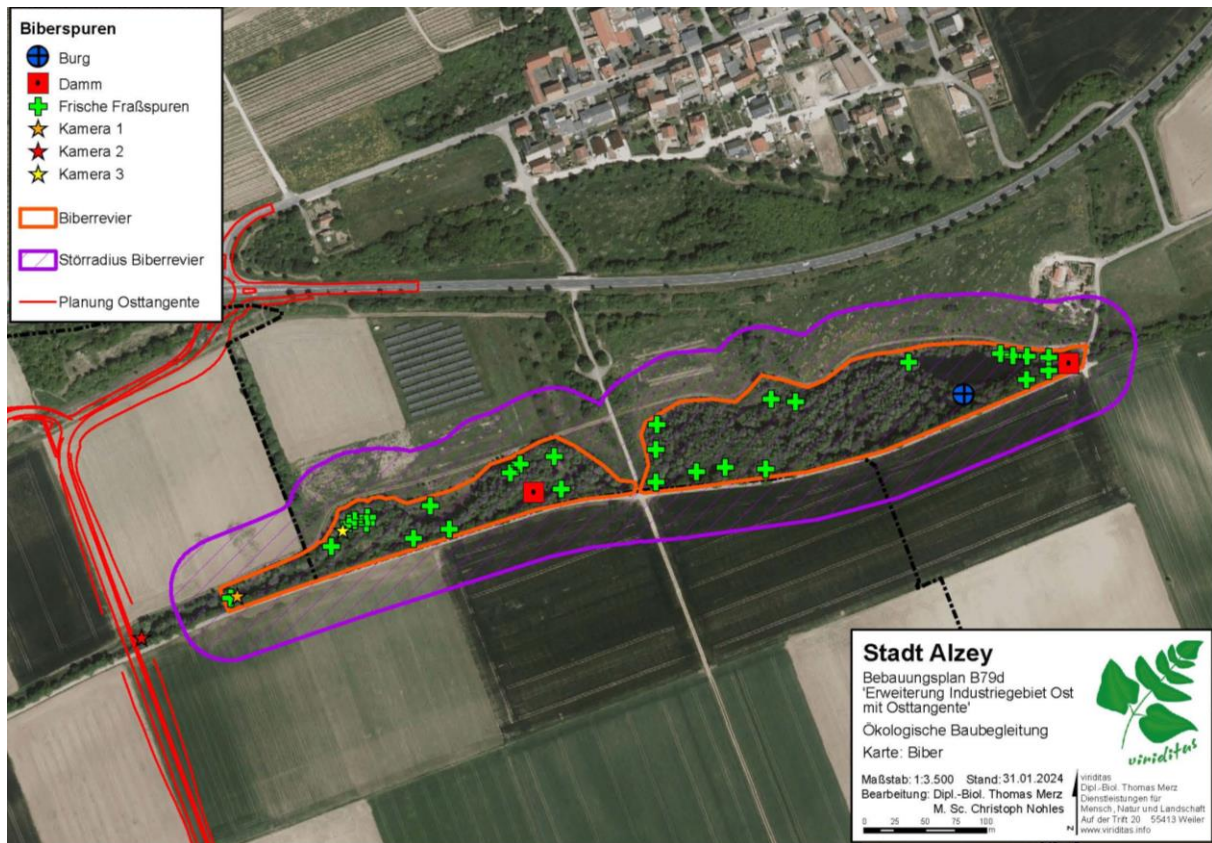 Biberspuren
Burg
Damm
Frische Fraßspuren
Kamera 1
Kamera 2
Kamera 3
Biberrevier
Störradius Biberrevier
Planung Osttangente
Stadt Alzey
Bebauungsplan B79d
'Erweiterung Industriegebiet Ost
mit Osttangente'
Ökologische Baubegleitung
Karte: Biber
Maßstab: 1:3.500 Stand: 31.01.2024
Bearbeitung: Dipl.-Biol. Thomas Merz
M. Sc. Christoph Nohles
0 25 50 75 100
m
N
viriditas
viriditas
Dipl.-Biol. Thomas Merz
Dienstleistungen für
Mensch, Natur und Landschaft
Auf der Trift 20 55413 Weiler
www.viriditas.info